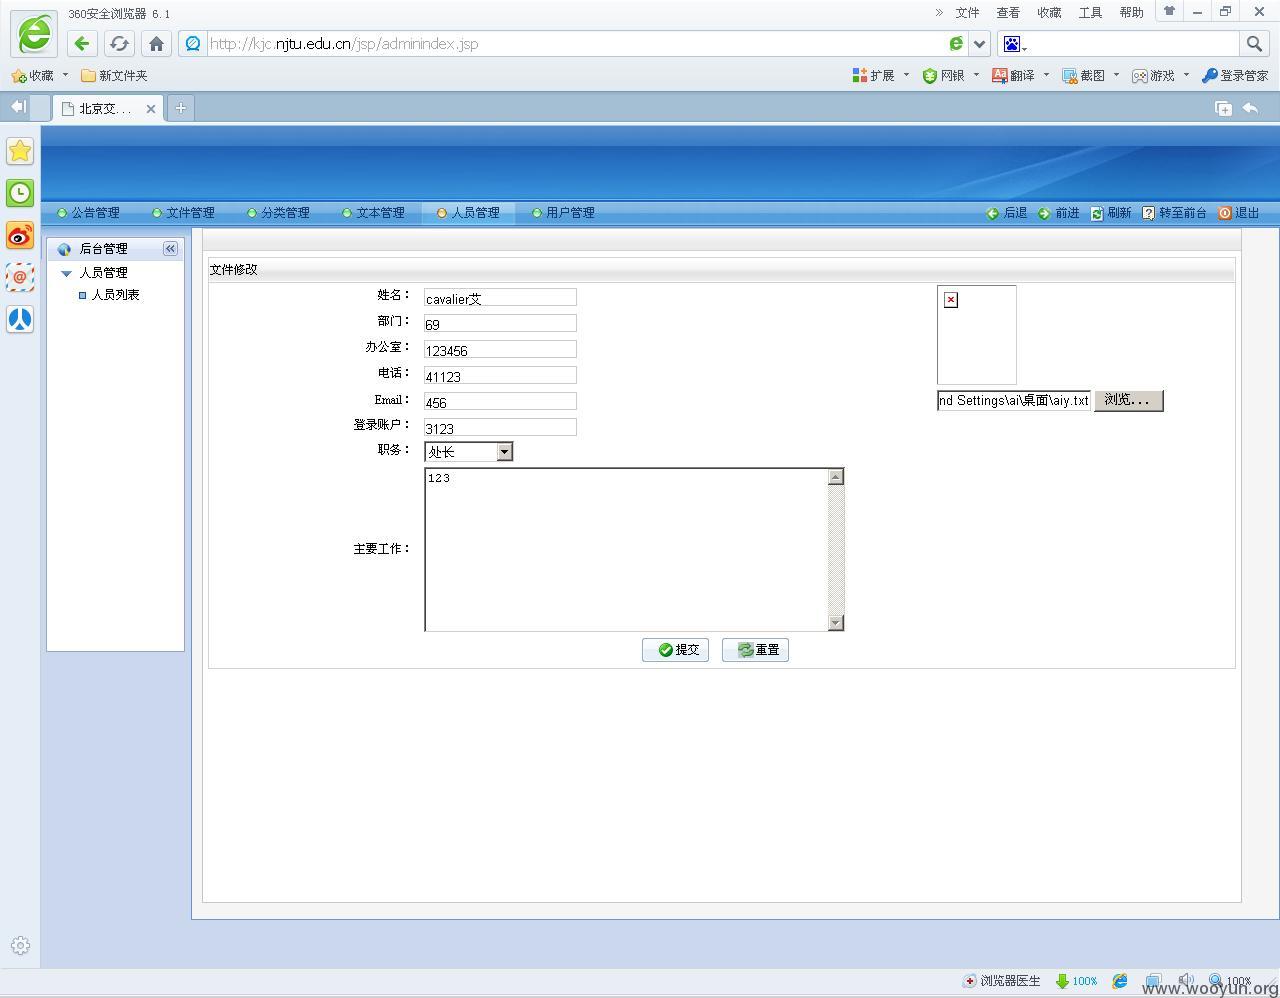 360安全浏览器 6.1
» 文件 查看 收藏 工具 帮助
http://kjc.njtu.edu.cn/jsp/adminindex.jsp
收藏 新文件夹 扩展 网银 翻译 截图 游戏 登录管家
北京交...
公告管理 文件管理 分类管理 文本管理 人员管理 用户管理 后退 前进 刷新 转至前台 退出
后台管理
人员管理
人员列表
文件修改
姓名： cavalier艾
部门： 69
办公室： 123456
电话： 41123
Email： 456
nd Settings\ai\桌面\aiy.txt 浏览...
登录账户： 3123
职务： 处长
主要工作： 123
提交 重置
浏览器医生 100% 100%
www.wooyun.org